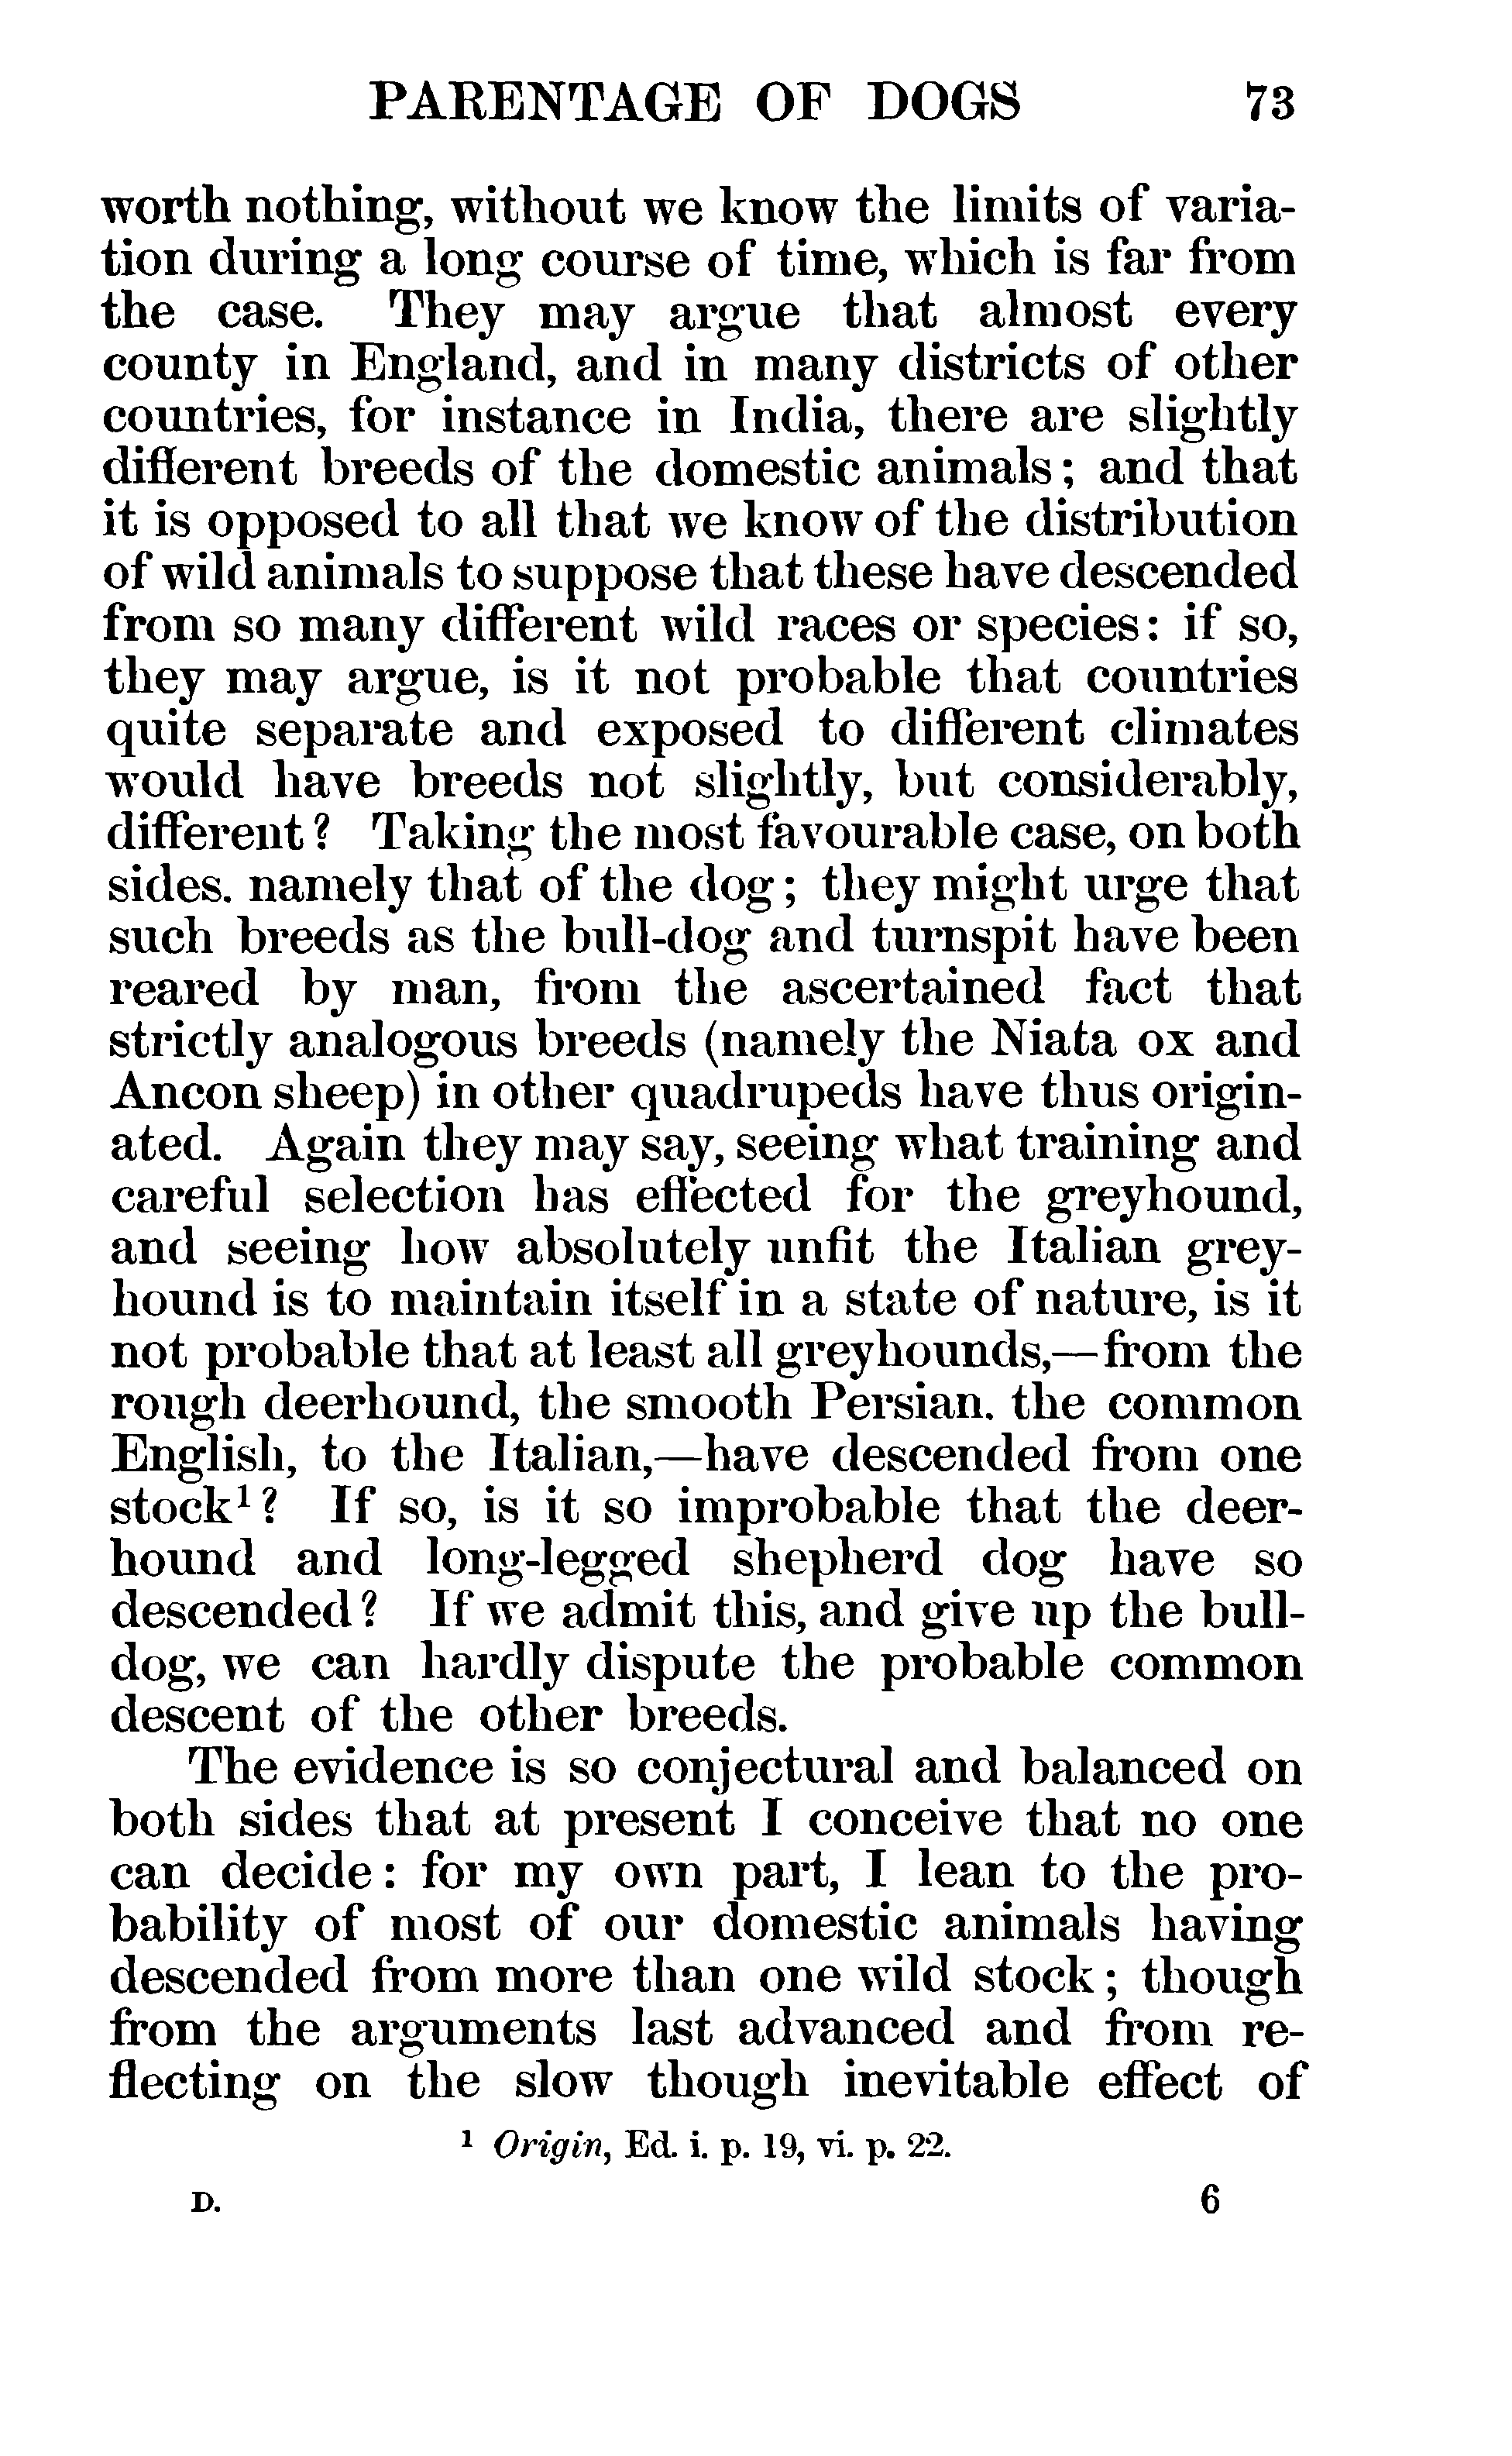 PARENTAGE OF DOGS 73
worth nothing, without we know the limits of varia-
tion during a long course of time, which is far from
the case. They may argue that almost every
county in England, and in many districts of other
countries, for instance in India, there are slightly
different breeds of the domestic animals; and that
it is opposed to all that we know of the distribution
of wild animals to suppose that these have descended
from so many different wild races or species: if so,
they may argue, is it not probable that countries
quite separate and exposed to different climates
would have breeds not slightly, but considerably,
different? Taking the most favourable case, on both
sides. namely that of the dog; they might urge that
such breeds as the bull-dog and turnspit have been
reared by man, from the ascertained fact that
strictly analogous breeds (namely the Niata ox and
Ancon sheep) in other quadrupeds have thus origin-
ated. Again they may say, seeing what training and
careful selection has effected for the greyhound,
and seeing how absolutely unfit the Italian grey-
hound is to maintain itself in a state of nature, is it
not probable that at least all greyhounds,—from the
rough deerhound, the smooth Persian. the common
English, to the Italian,—have descended from one
stock¹? If so, is it so improbable that the deer-
hound and long-legged shepherd dog have so
descended? If we admit this, and give up the bull-
dog, we can hardly dispute the probable common
descent of the other breeds.
The evidence is so conjectural and balanced on
both sides that at present I conceive that no one
can decide: for my own part, I lean to the pro-
bability of most of our domestic animals having
descended from more than one wild stock; though
from the arguments last advanced and from re-
flecting on the slow though inevitable effect of
¹ Origin, Ed. i. p. 19, vi. p. 22.
D. 6